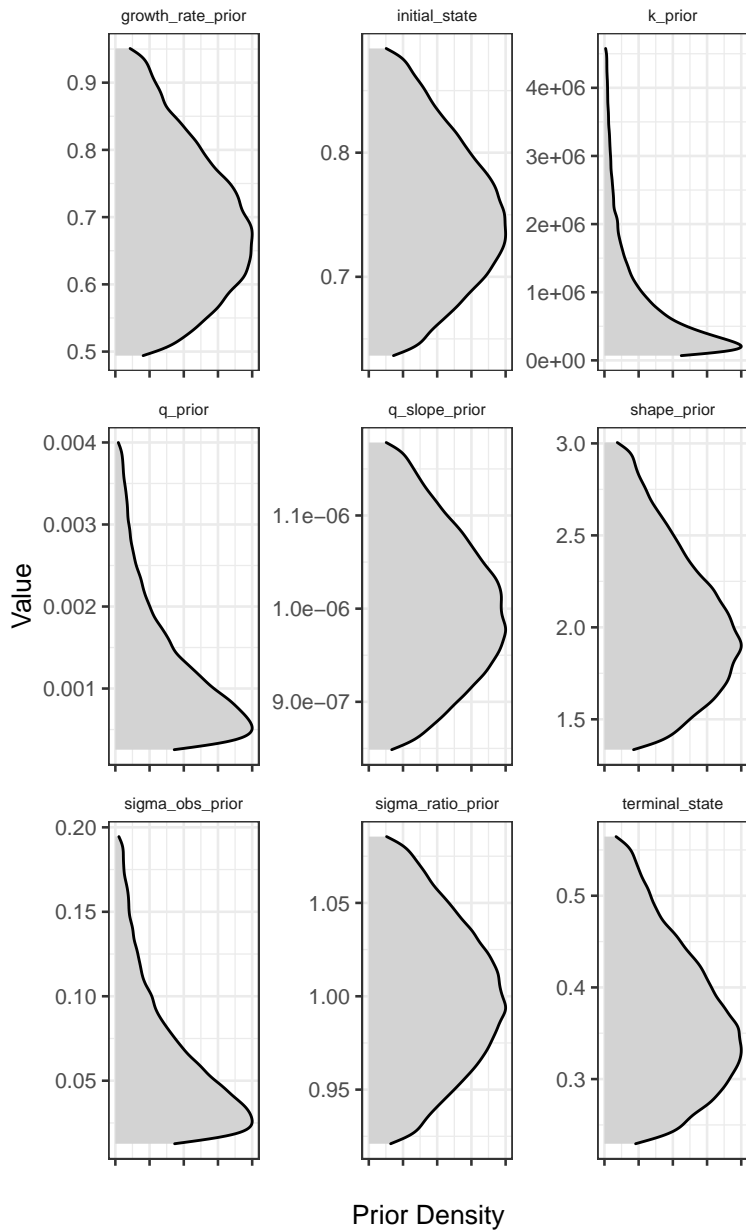 growth_rate_prior
initial_state
k_prior
0.9
0.8
0.7
0.6
0.5
0.8
0.7
4e+06
3e+06
2e+06
1e+06
0e+00
q_prior
q_slope_prior
shape_prior
0.004
0.003
0.002
0.001
1.1e−06
1.0e−06
9.0e−07
3.0
2.5
2.0
1.5
Value
sigma_obs_prior
sigma_ratio_prior
terminal_state
0.20
0.15
0.10
0.05
1.05
1.00
0.95
0.5
0.4
0.3
Prior Density